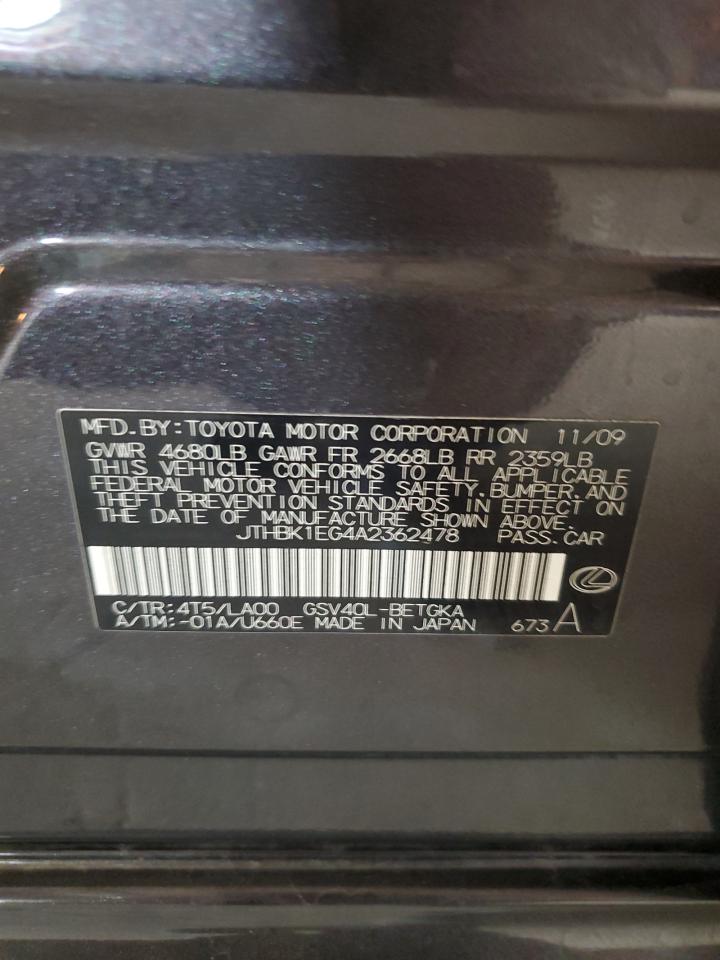 MFD.BY:TOYOTA MOTOR CORPORATION 11/09
GVWR 4680LB GAWR FR 2668LB RR 2359LB
THIS VEHICLE CONFORMS TO ALL APPLICABLE
FEDERAL MOTOR VEHICLE SAFETY,BUMPER,AND
THEFT PREVENTION STANDARDS IN EFFECT ON
THE DATE OF MANUFACTURE SHOWN ABOVE.
JTHBK1EG4A2362478 PASS.CAR
C/TR:4T5/LA00 GSV40L-BETGKA
A/TM:-01A/U660E MADE IN JAPAN 673 A